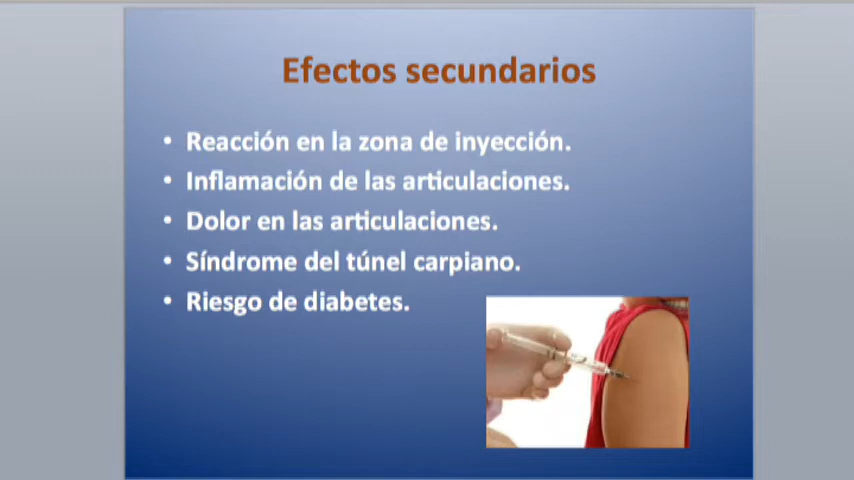 Efectos secundarios
• Reacción en la zona de inyección.
• Inflamación de las articulaciones.
• Dolor en las articulaciones.
• Síndrome del túnel carpiano.
• Riesgo de diabetes.